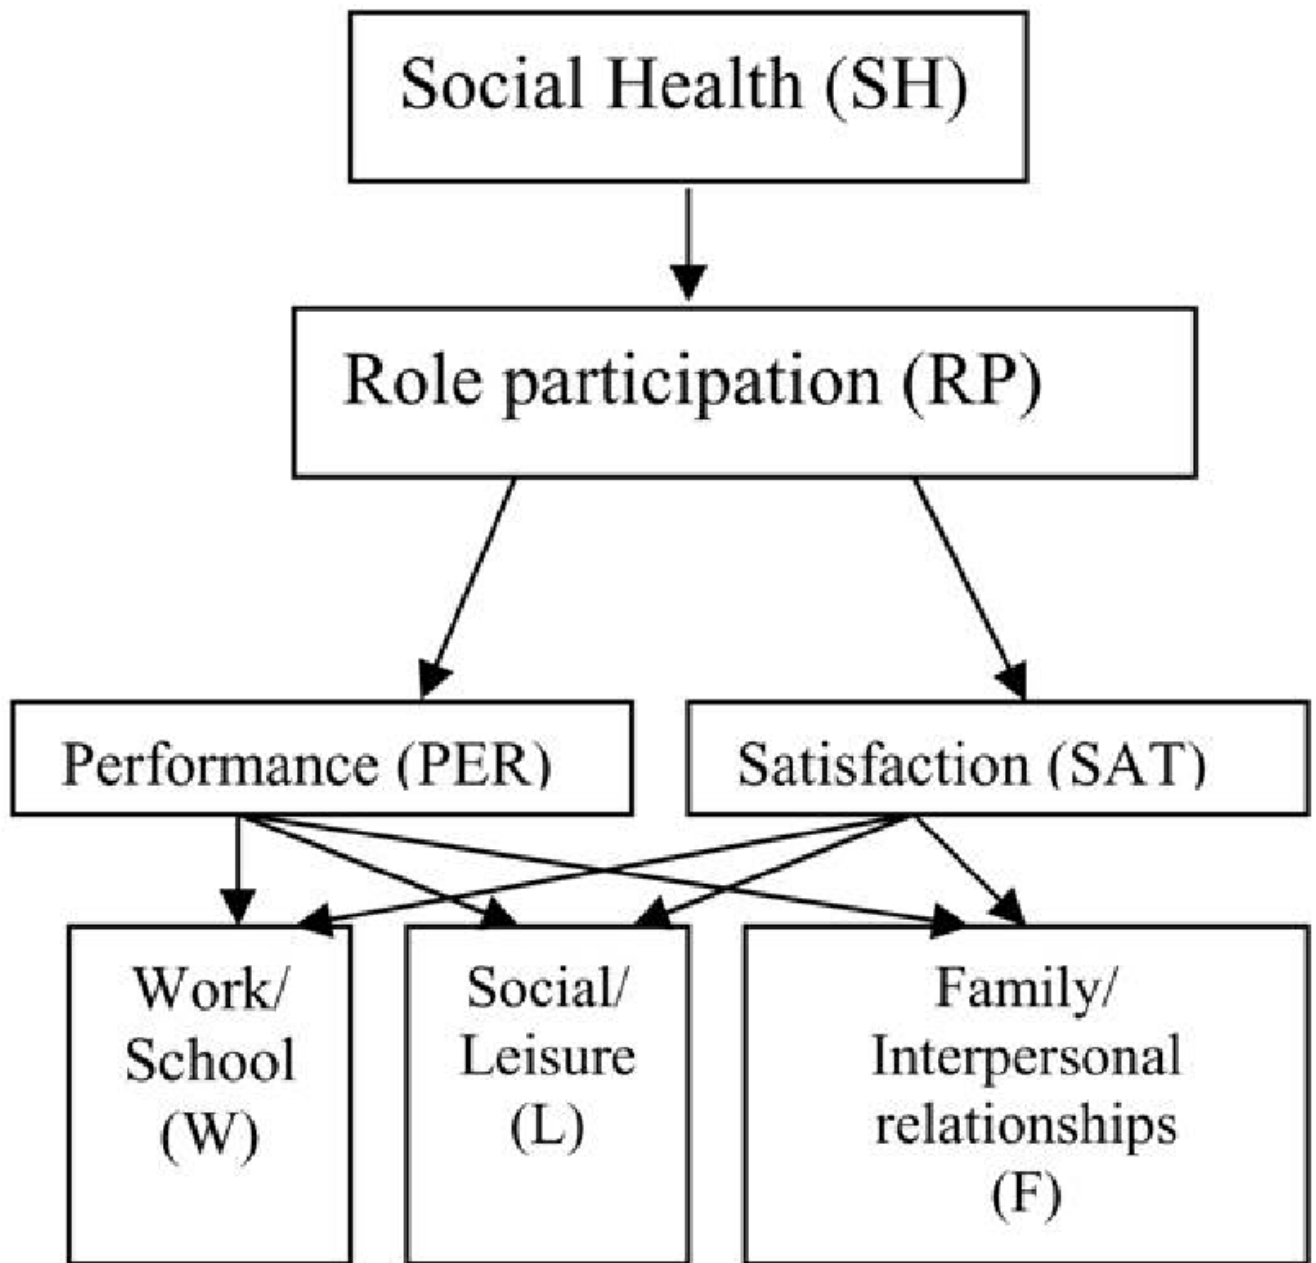 Social Health (SH)
Role participation (RP)
Performance (PER)
Satisfaction (SAT)
Work/
School
(W)
Social/
Leisure
(L)
Family/
Interpersonal
relationships
(F)